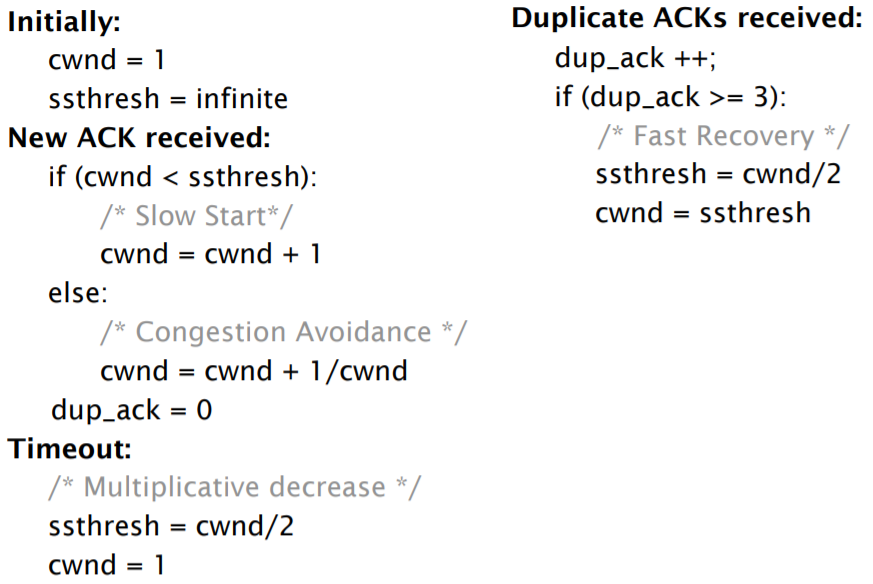 Initially:
cwnd = 1
ssthresh = infinite
New ACK received:
if (cwnd < ssthresh):
/* Slow Start*/
cwnd = cwnd + 1
else:
/* Congestion Avoidance */
cwnd = cwnd + 1/cwnd
dup_ack = 0
Timeout:
/* Multiplicative decrease */
ssthresh = cwnd/2
cwnd = 1
Duplicate ACKs received:
dup_ack ++;
if (dup_ack >= 3):
/* Fast Recovery */
ssthresh = cwnd/2
cwnd = ssthresh